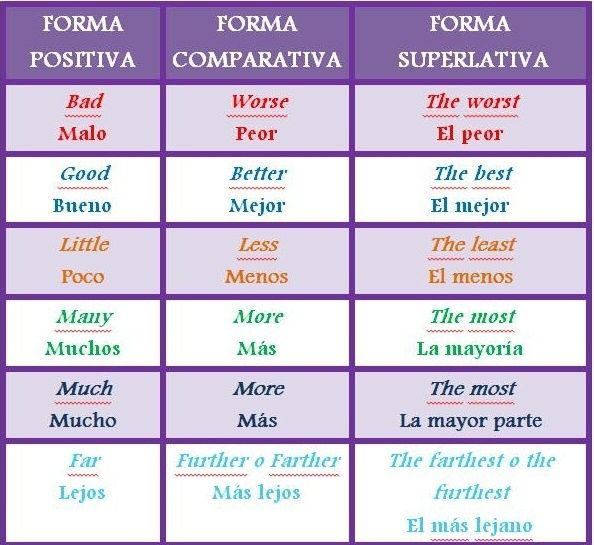 FORMA POSITIVA
FORMA COMPARATIVA
FORMA SUPERLATIVA
Bad
Malo
Worse
Peor
The worst
El peor
Good
Bueno
Better
Mejor
The best
El mejor
Little
Poco
Less
Menos
The least
El menos
Many
Muchos
More
Más
The most
La mayoría
Much
Mucho
More
Más
The most
La mayor parte
Far
Lejos
Further o Farther
Más lejos
The farthest o the
furthest
El más lejano